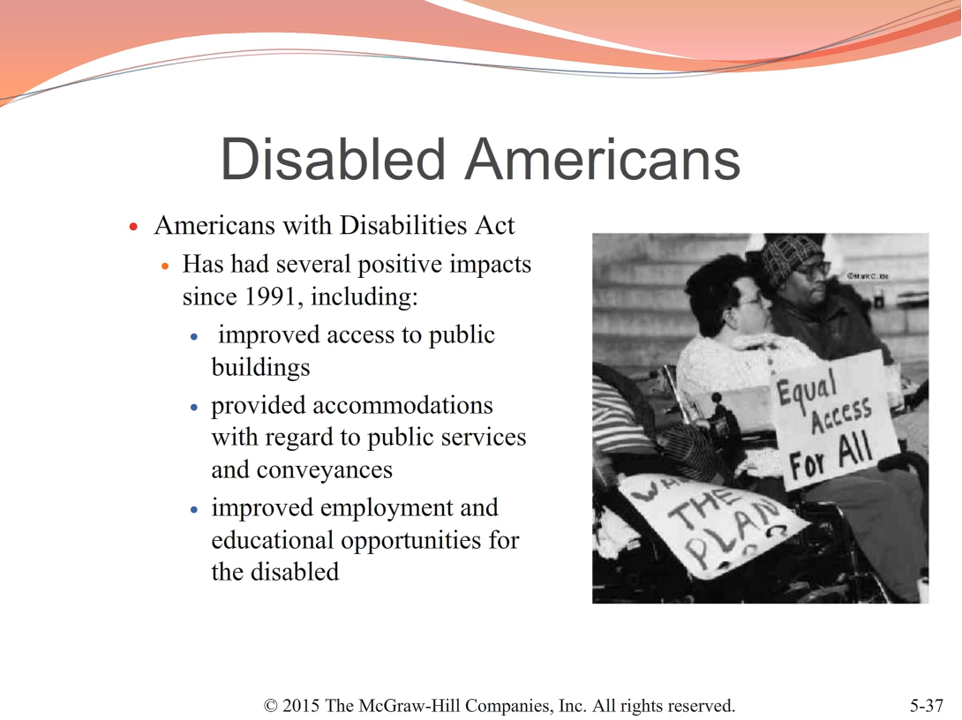 Disabled Americans
• Americans with Disabilities Act
• Has had several positive impacts
since 1991, including:
• improved access to public
buildings
• provided accommodations
with regard to public services
and conveyances
• improved employment and
educational opportunities for
the disabled
©Mark C. Ide
Equal
Access
For All
THE
PLAN
© 2015 The McGraw-Hill Companies, Inc. All rights reserved.
5-37